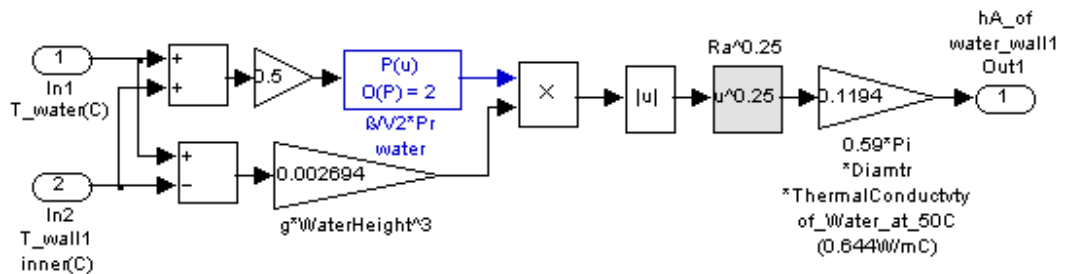 1
In1
T_water(C)
2
In2
T_wall1
inner(C)
+
+
+
−
0.5
P(u)
O(P) = 2
ß/V2*Pr
water
0.002694
g*WaterHeight^3
×
|u|
Ra^0.25
u^0.25
0.1194
0.59*Pi
*Diamtr
*ThermalConductvty
of_Water_at_50C
(0.644W/mC)
hA_of
water_wall1
Out1
1